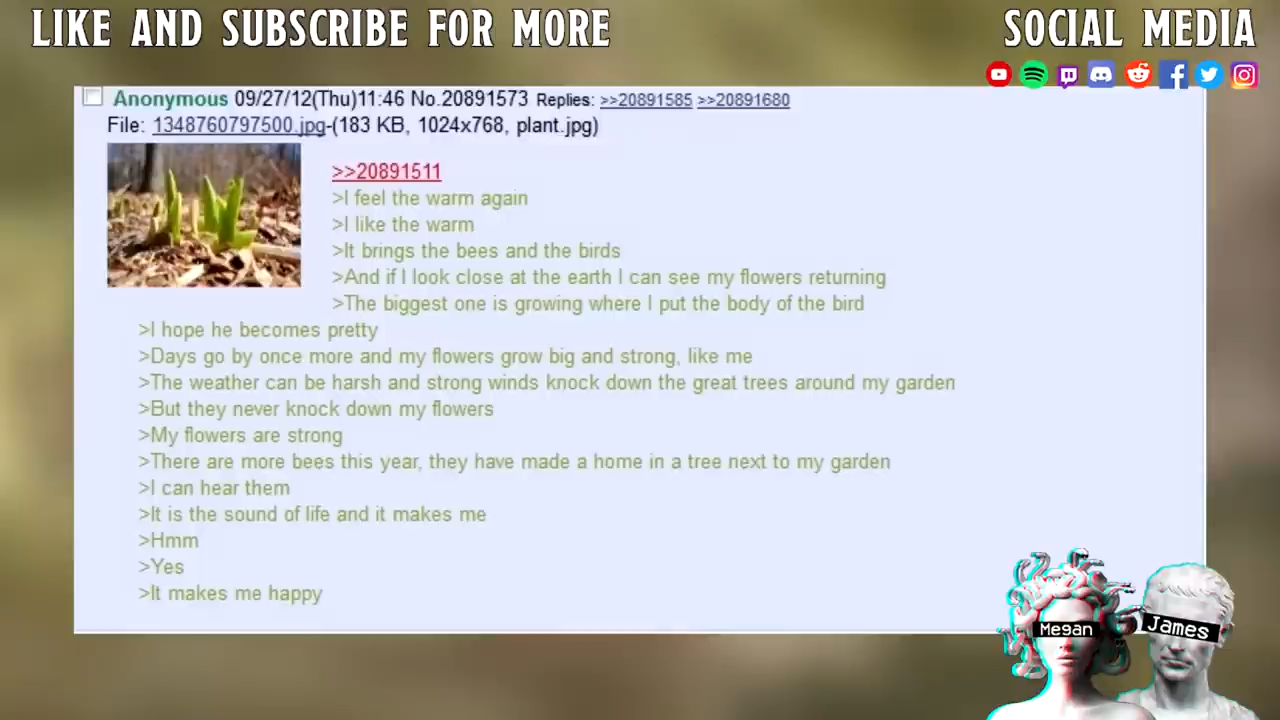 LIKE AND SUBSCRIBE FOR MORE
SOCIAL MEDIA
Anonymous 09/27/12(Thu)11:46 No.20891573 Replies: >>20891585 >>20891680
File: 1348760797500.jpg-(183 KB, 1024x768, plant.jpg)
>>20891511
>I feel the warm again
>I like the warm
>It brings the bees and the birds
>And if I look close at the earth I can see my flowers returning
>The biggest one is growing where I put the body of the bird
>I hope he becomes pretty
>Days go by once more and my flowers grow big and strong, like me
>The weather can be harsh and strong winds knock down the great trees around my garden
>But they never knock down my flowers
>My flowers are strong
>There are more bees this year, they have made a home in a tree next to my garden
>I can hear them
>It is the sound of life and it makes me
>Hmm
>Yes
>It makes me happy
Megan
James